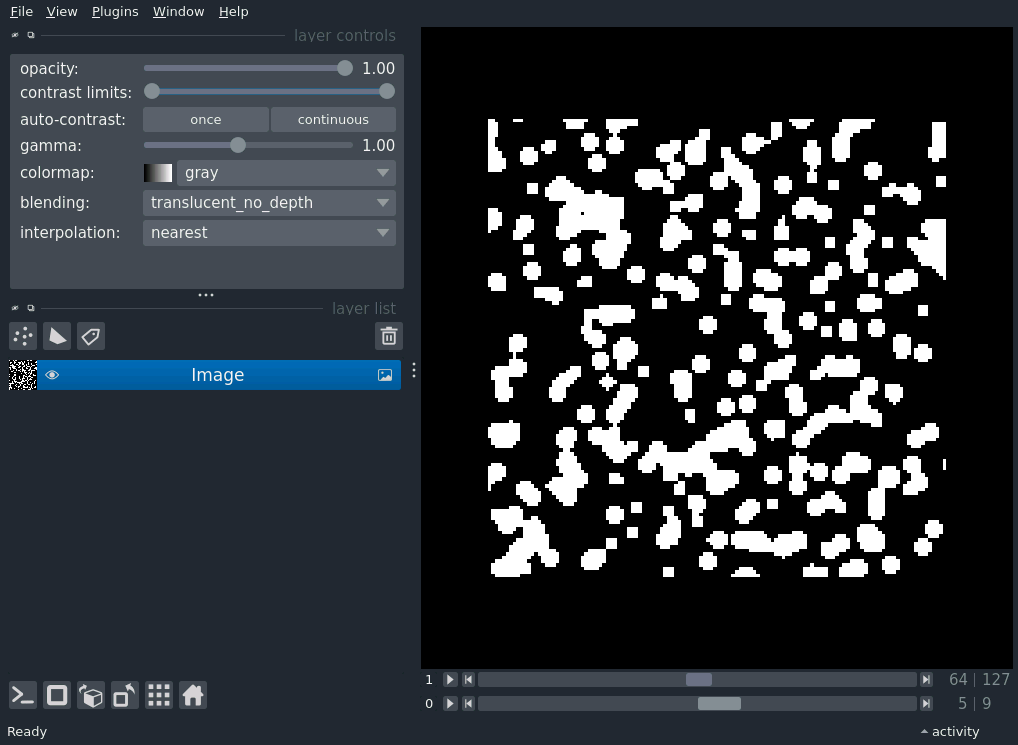 File View Plugins Window Help
layer controls
opacity: 1.00
contrast limits:
auto-contrast: once continuous
gamma: 1.00
colormap: gray
blending: translucent_no_depth
interpolation: nearest
layer list
Image
1 64 | 127
0 5 | 9
Ready activity